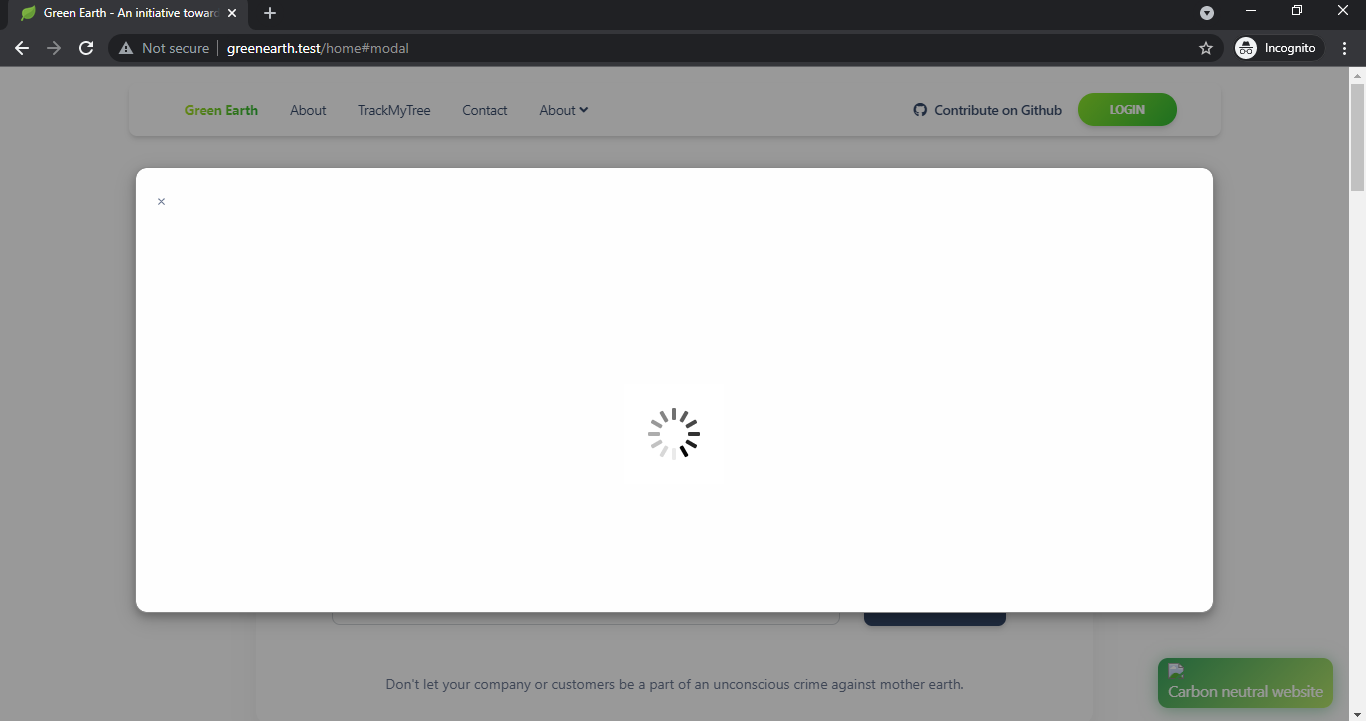 Green Earth - An initiative toward
Not secure greenearth.test/home#modal
Incognito
Green Earth About TrackMyTree Contact About Contribute on Github LOGIN
×
Don't let your company or customers be a part of an unconscious crime against mother earth.
Carbon neutral website